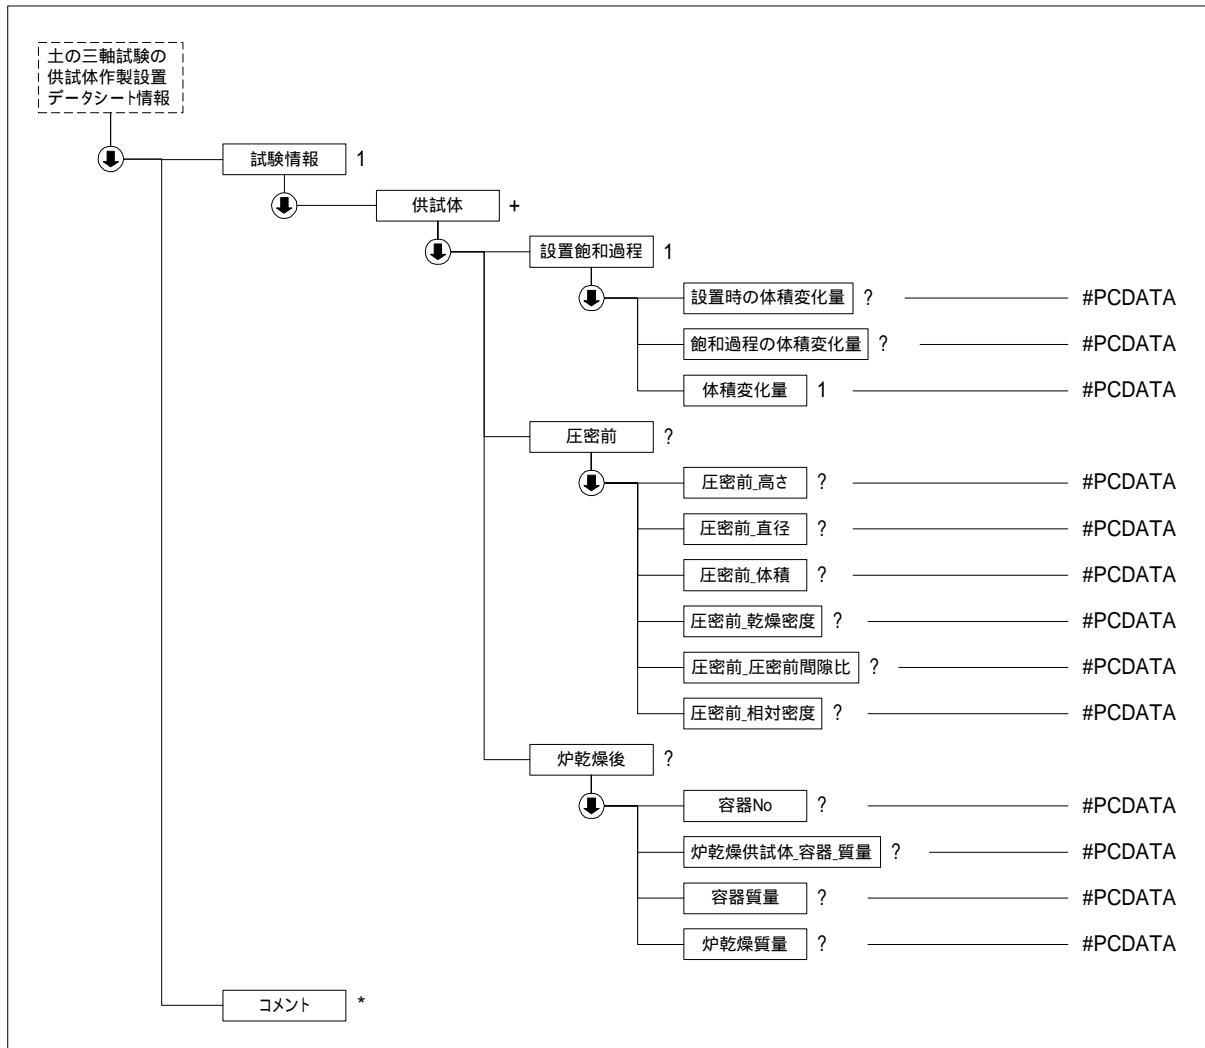 土の三軸試験の
供試体作製設置
データシート情報
試験情報 1
供試体 +
設置飽和過程 1
設置時の体積変化量 ? #PCDATA
飽和過程の体積変化量 ? #PCDATA
体積変化量 1 #PCDATA
圧密前 ?
圧密前_高さ ? #PCDATA
圧密前_直径 ? #PCDATA
圧密前_体積 ? #PCDATA
圧密前_乾燥密度 ? #PCDATA
圧密前_圧密前間隙比 ? #PCDATA
圧密前_相対密度 ? #PCDATA
炉乾燥後 ?
容器No ? #PCDATA
炉乾燥供試体_容器_質量 ? #PCDATA
容器質量 ? #PCDATA
炉乾燥質量 ? #PCDATA
コメント *